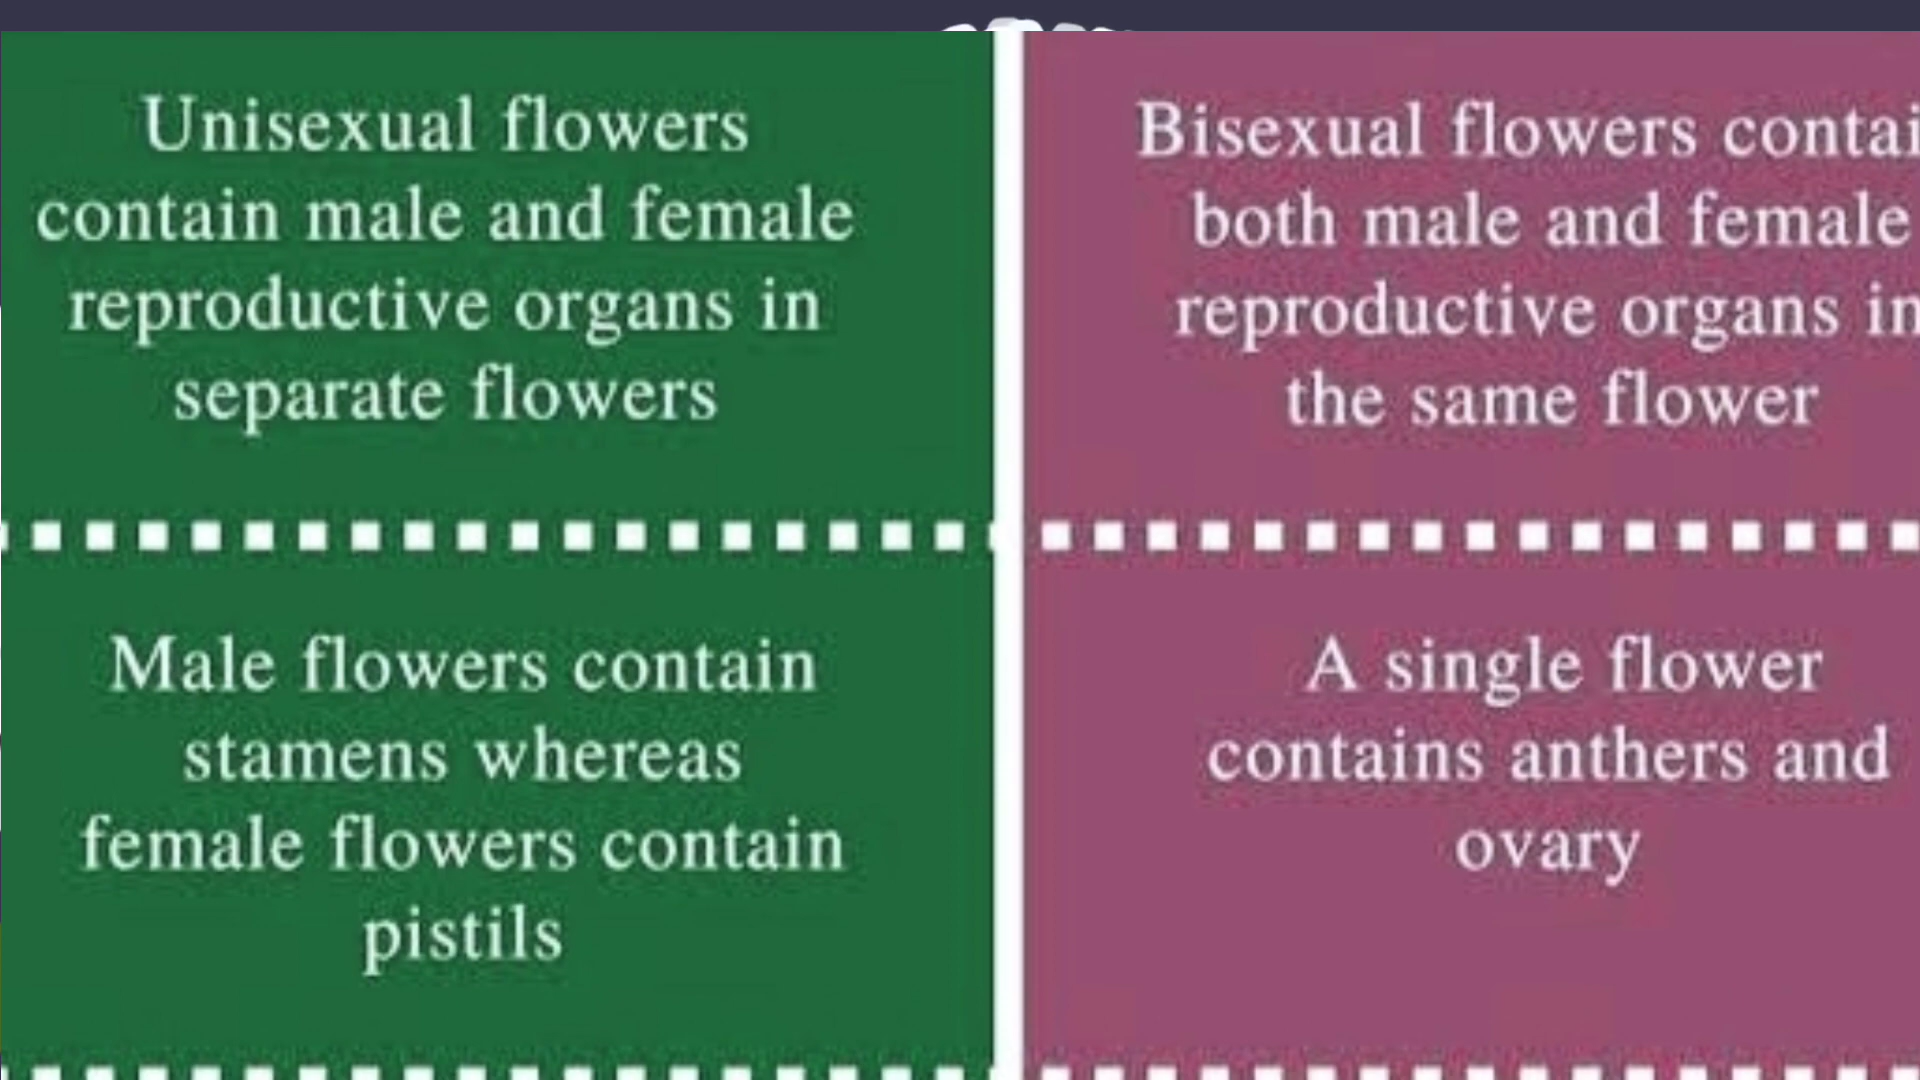 Unisexual flowers
contain male and female
reproductive organs in
separate flowers
Bisexual flowers contai
both male and female
reproductive organs in
the same flower
Male flowers contain
stamens whereas
female flowers contain
pistils
A single flower
contains anthers and
ovary